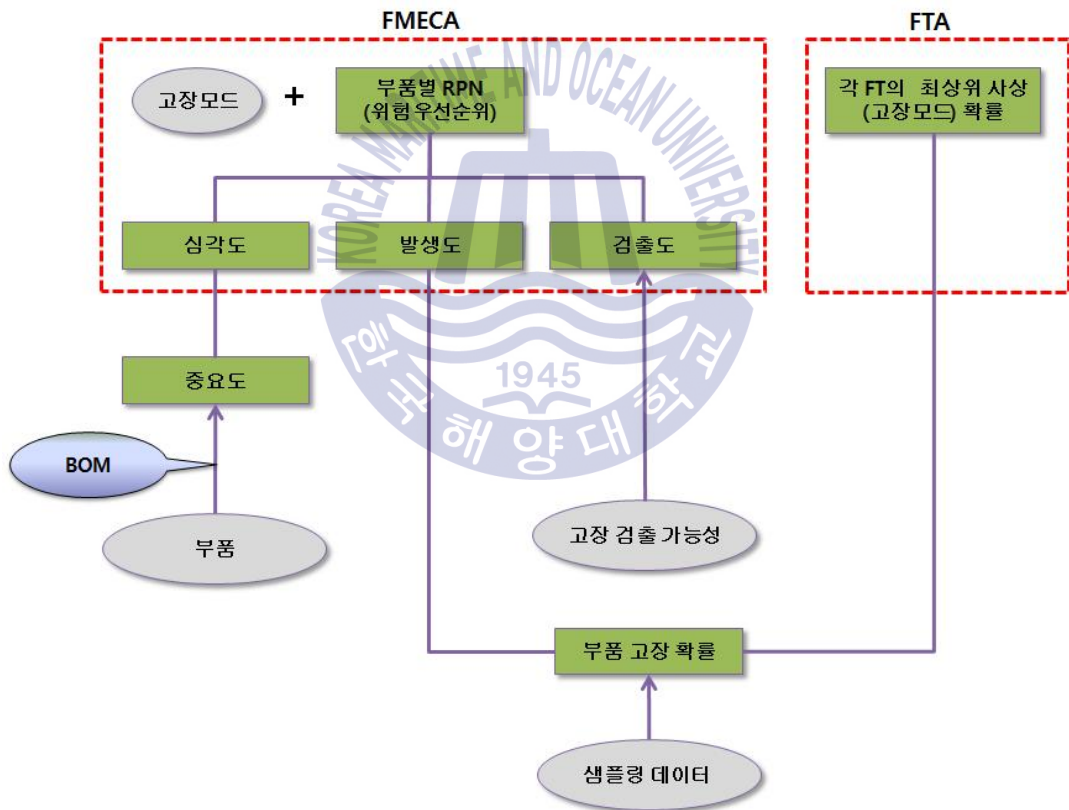 FMECA
FTA
고장모드
+
부품별 RPN
(위험 우선순위)
각 FT의 최상위 사상
(고장모드) 확률
심각도
발생도
검출도
중요도
BOM
부품
고장 검출 가능성
부품 고장 확률
샘플링 데이터
KOREA MARITIME AND OCEAN UNIVERSITY
1945
한국해양대학교